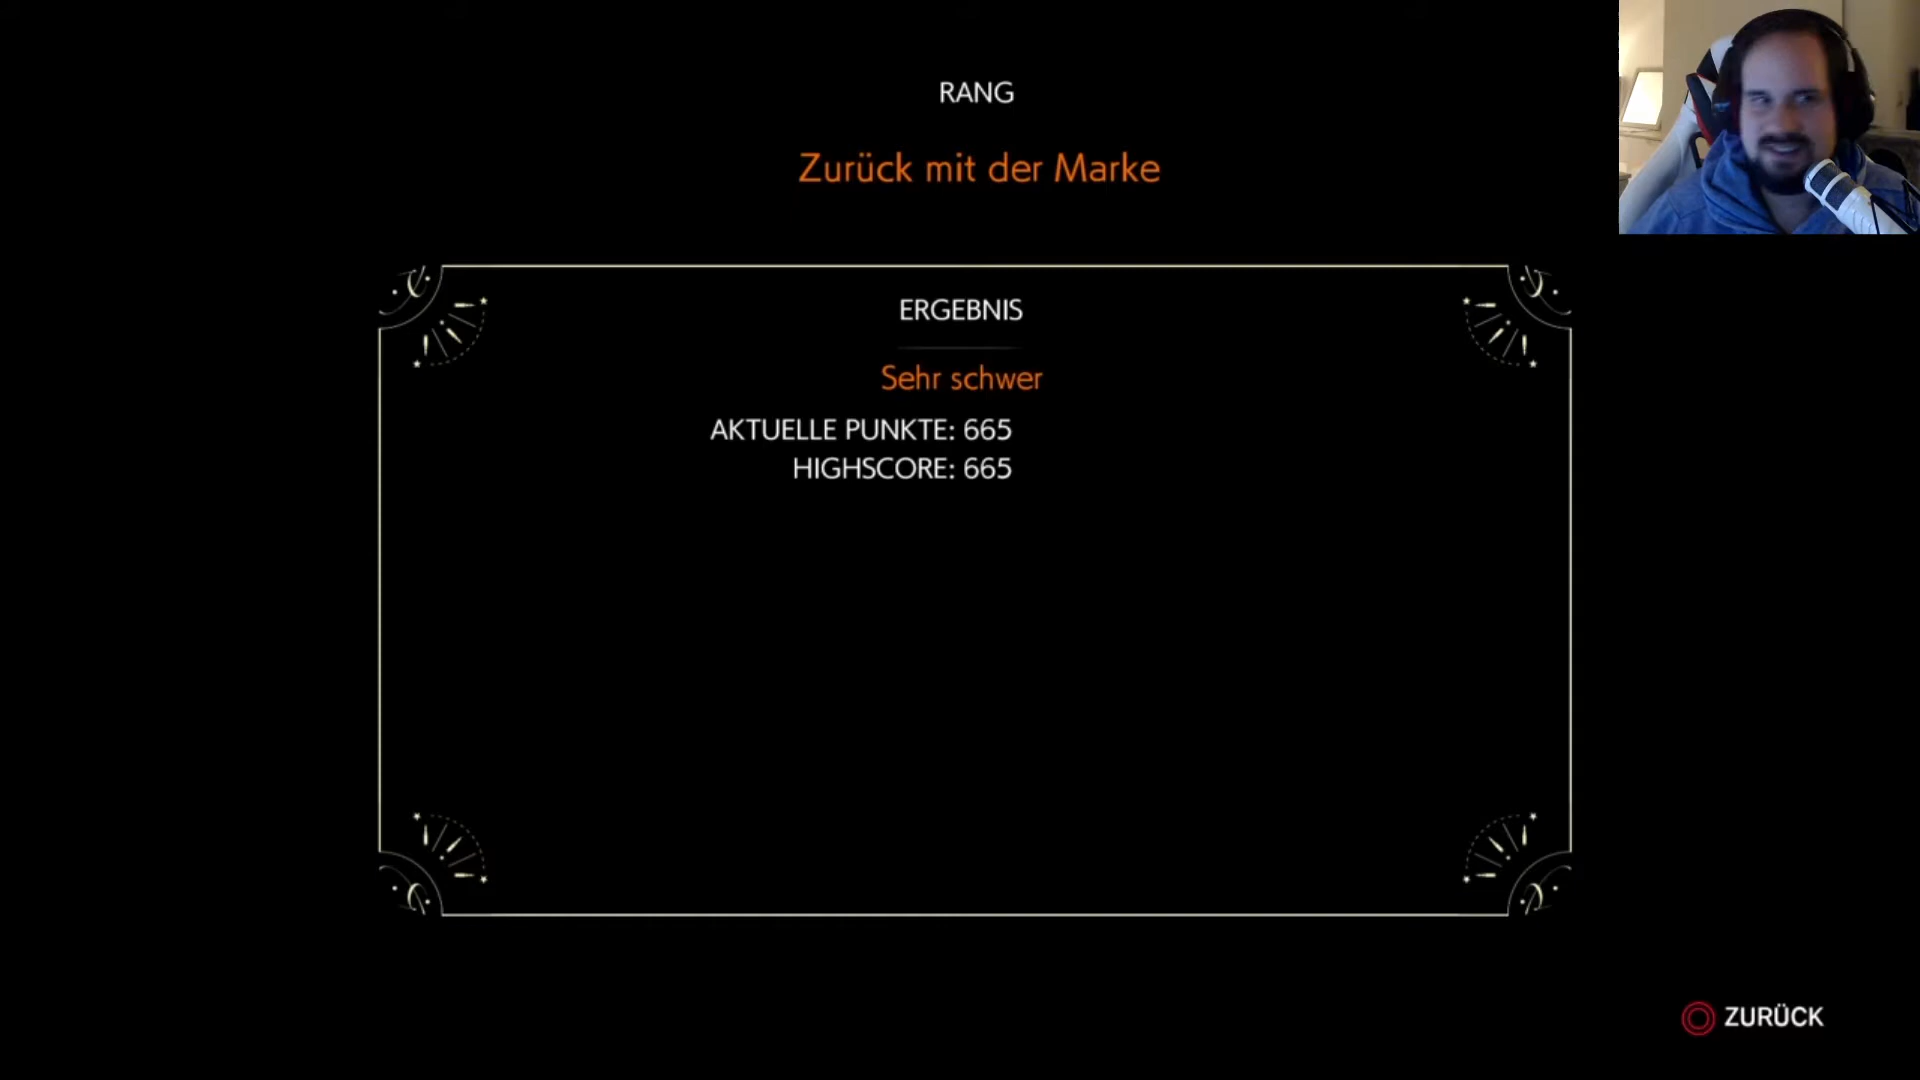 RANG
Zurück mit der Marke
ERGEBNIS
Sehr schwer
AKTUELLE PUNKTE: 665
HIGHSCORE: 665
ZURÜCK